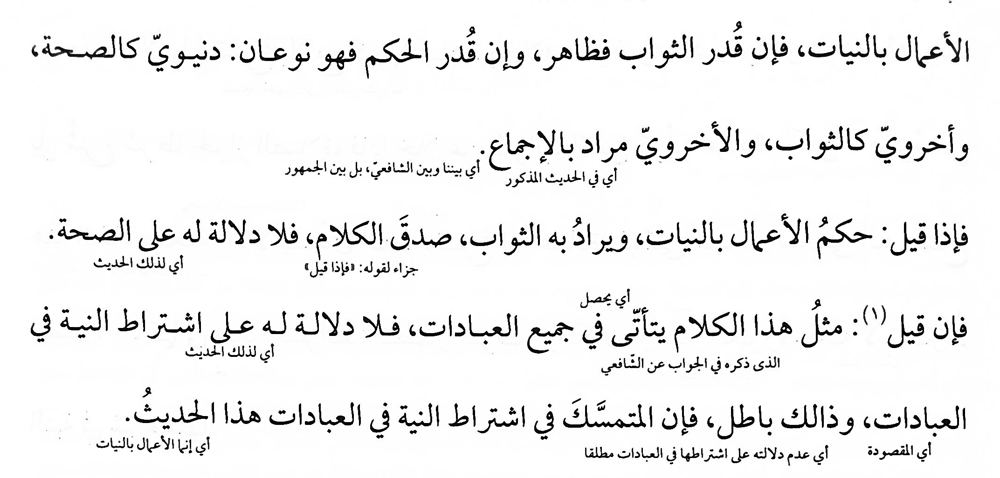 الأعمال بالنيات، فإن قُدر الثواب فظاهر، وإن قُدر الحكم فهو نوعان: دنيويّ كالصحة،
وأخرويّ كالثواب، والأخرويّ مراد بالإجماع.
أي في الحديث المذكور أي بيننا وبين الشافعيّ، بل بين الجمهور
فإذا قيل: حكمُ الأعمال بالنيات، ويرادُ به الثواب، صدقَ الكلام، فلا دلالة له على الصحة.
جزاء لقوله: «فإذا قيل» أي لذلك الحديث
أي يحصل
فإن قيل(١): مثلُ هذا الكلام يتأتّى في جميع العبادات، فلا دلالة له على اشتراط النية في
الذى ذكره في الجواب عن الشّافعي أي لذلك الحديث
العبادات، وذالك باطل، فإن المتمسَّكَ في اشتراط النية في العبادات هذا الحديثُ.
أي المقصودة أي عدم دلالته على اشتراطها في العبادات مطلقا أي إنما الأعمال بالنيات